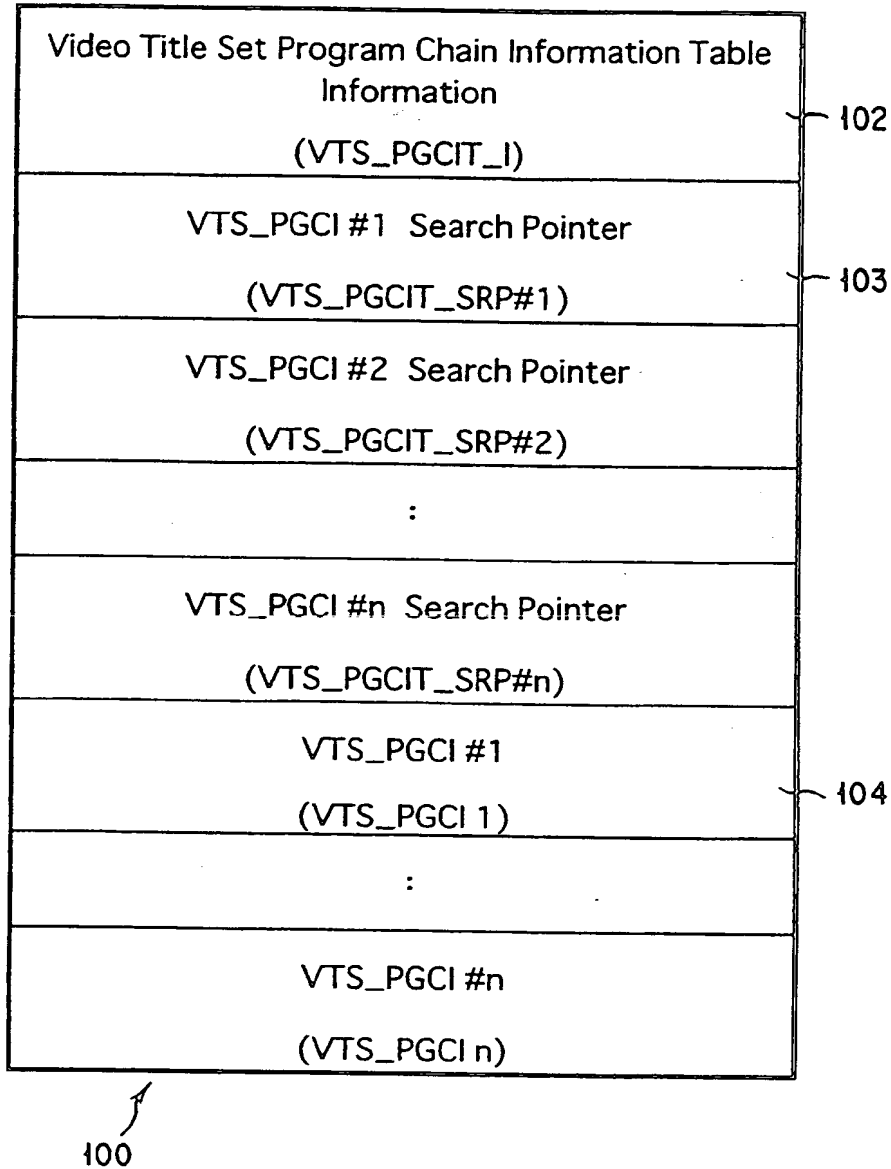 Video Title Set Program Chain Information Table
Information
(VTS_PGCIT_I)
102
VTS_PGCI #1 Search Pointer
(VTS_PGCIT_SRP#1)
103
VTS_PGCI #2 Search Pointer
(VTS_PGCIT_SRP#2)
:
VTS_PGCI #n Search Pointer
(VTS_PGCIT_SRP#n)
VTS_PGCI #1
(VTS_PGCI 1)
104
:
VTS_PGCI #n
(VTS_PGCI n)
100